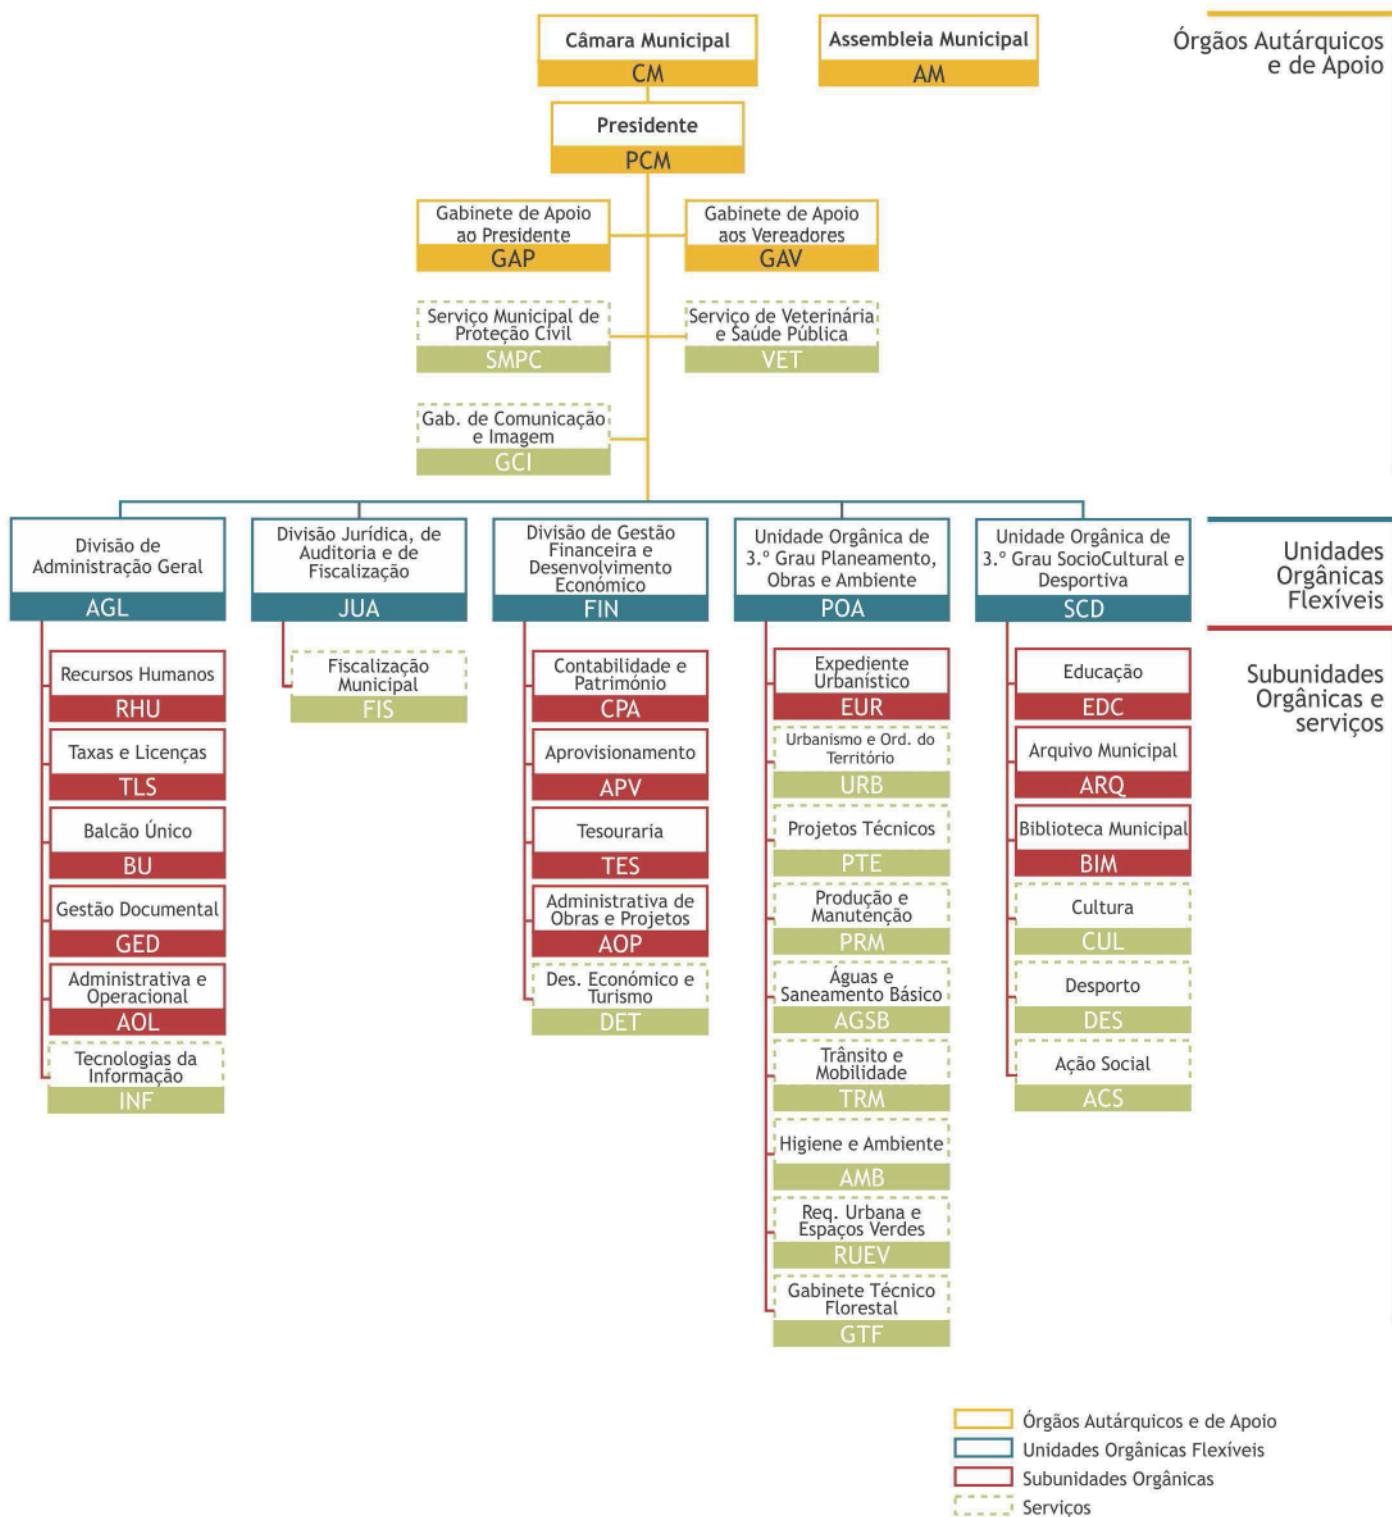 Câmara Municipal
CM
Assembleia Municipal
AM
Órgãos Autárquicos
e de Apoio
Presidente
PCM
Gabinete de Apoio
ao Presidente
GAP
Gabinete de Apoio
aos Vereadores
GAV
Serviço Municipal de
Proteção Civil
SMPC
Serviço de Veterinária
e Saúde Pública
VET
Gab. de Comunicação
e Imagem
GCI
Divisão de
Administração Geral
AGL
Divisão Jurídica, de
Auditoria e de
Fiscalização
JUA
Divisão de Gestão
Financeira e
Desenvolvimento
Económico
FIN
Unidade Orgânica de
3.º Grau Planeamento,
Obras e Ambiente
POA
Unidade Orgânica de
3.º Grau SocioCultural e
Desportiva
SCD
Unidades
Orgânicas
Flexíveis
Recursos Humanos
RHU
Taxas e Licenças
TLS
Balcão Único
BU
Gestão Documental
GED
Administrativa e
Operacional
AOL
Tecnologias da
Informação
INF
Fiscalização
Municipal
FIS
Contabilidade e
Património
CPA
Aprovisionamento
APV
Tesouraria
TES
Administrativa de
Obras e Projetos
AOP
Des. Económico e
Turismo
DET
Expediente
Urbanístico
EUR
Urbanismo e Ord. do
Território
URB
Projetos Técnicos
PTE
Produção e
Manutenção
PRM
Águas e
Saneamento Básico
AGSB
Trânsito e
Mobilidade
TRM
Higiene e Ambiente
AMB
Req. Urbana e
Espaços Verdes
RUEV
Gabinete Técnico
Florestal
GTF
Educação
EDC
Arquivo Municipal
ARQ
Biblioteca Municipal
BIM
Cultura
CUL
Desporto
DES
Ação Social
ACS
Subunidades
Orgânicas e
serviços
Órgãos Autárquicos e de Apoio
Unidades Orgânicas Flexíveis
Subunidades Orgânicas
Serviços